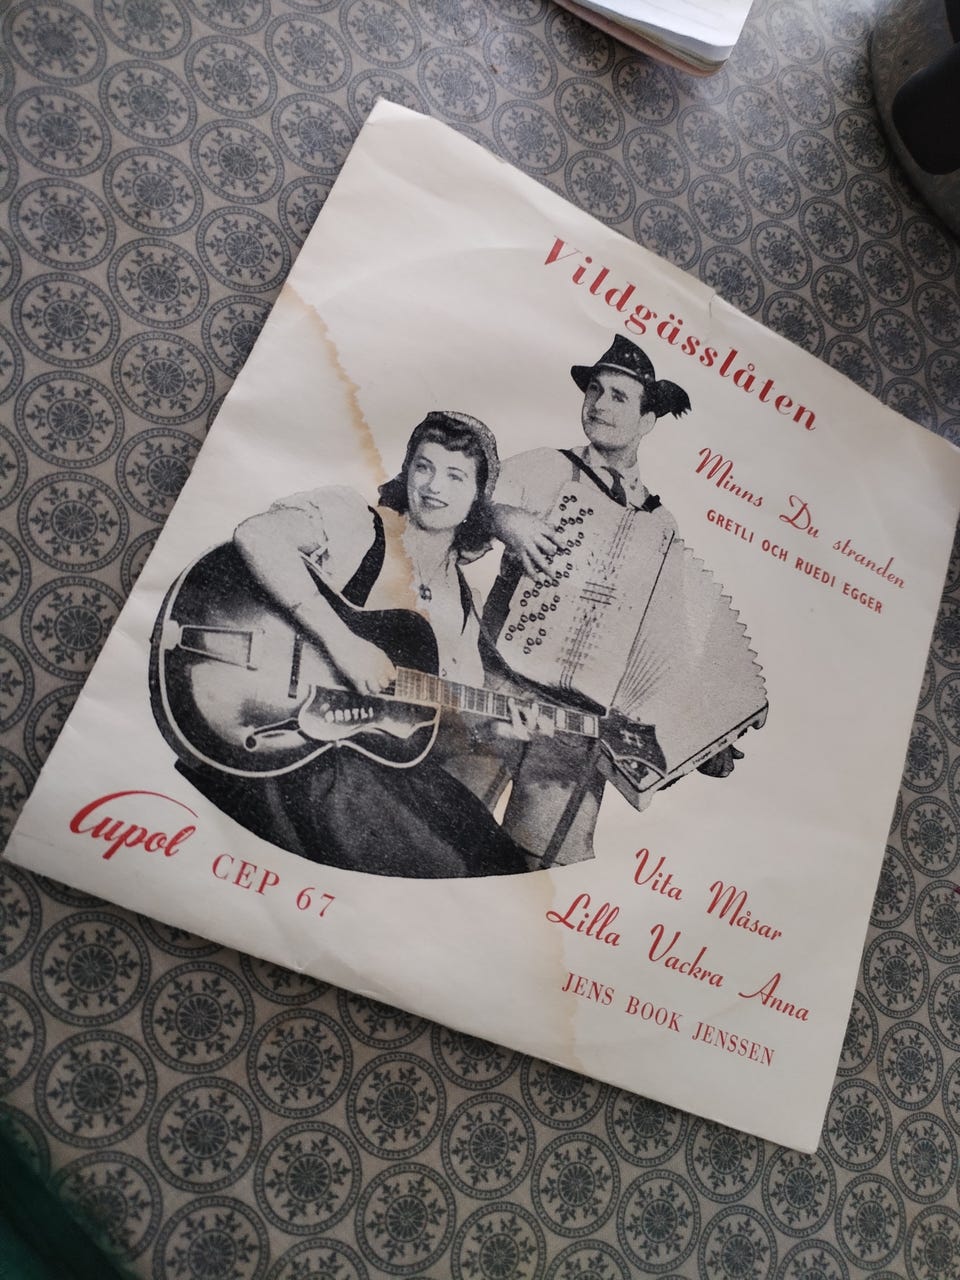 Vildgässlåten
Minns Du stranden
GRETLI OCH RUEDI EGGER
GRETLI
Cupol CEP 67
Vita Måsar
Lilla Vackra Anna
JENS BOOK JENSSEN